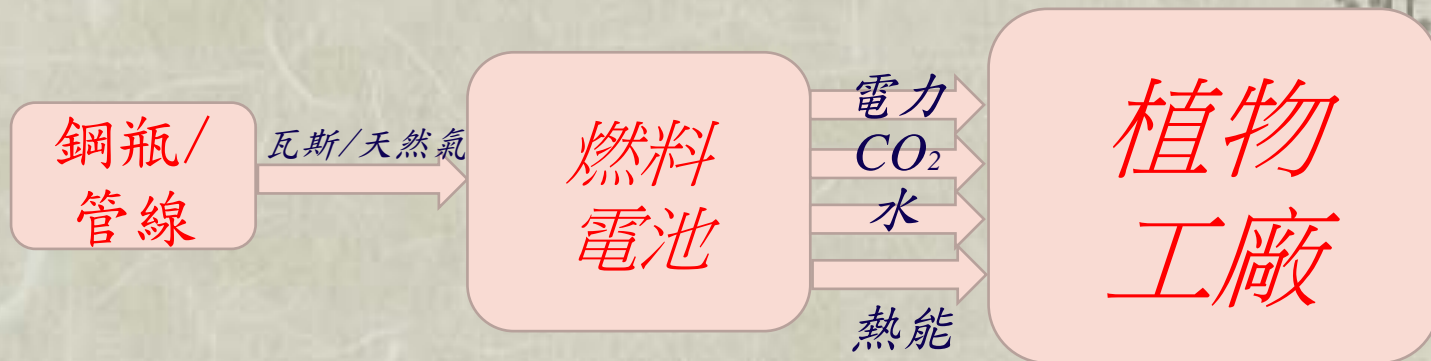 鋼瓶/
管線
瓦斯/天然氣
燃料
電池
電力
CO₂
水
熱能
植物
工廠